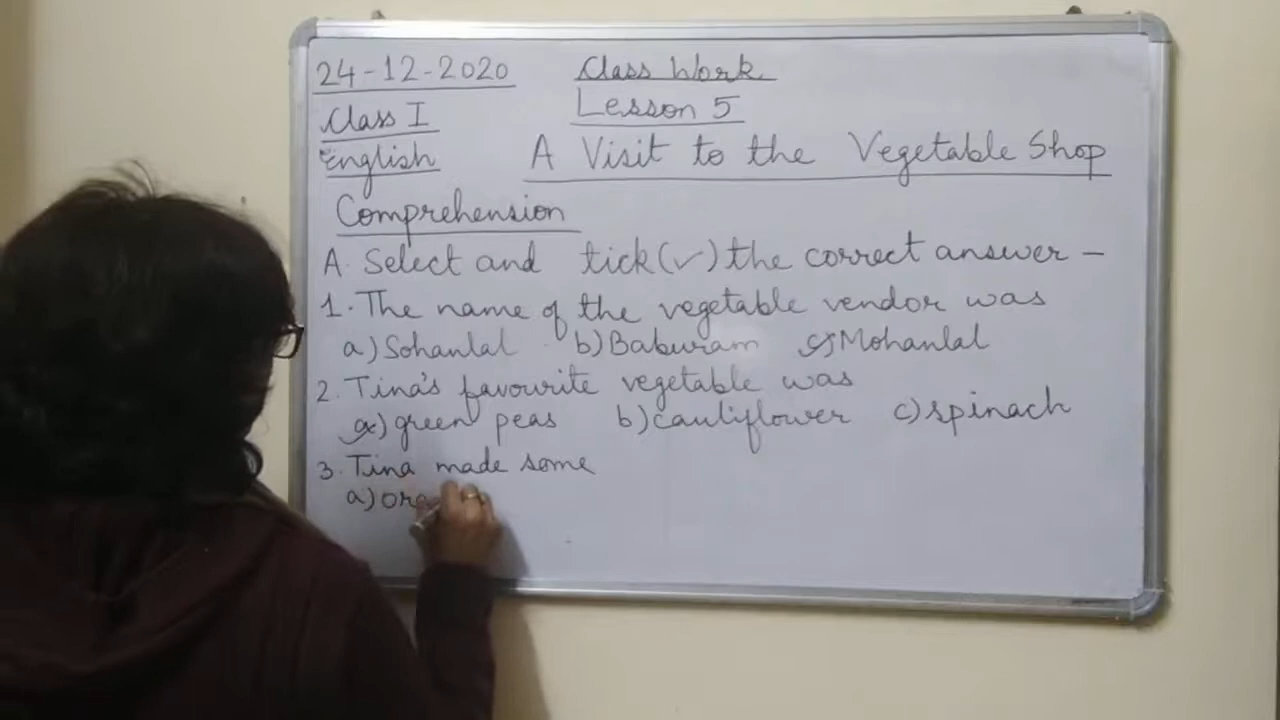 24-12-2020 Class Work
Class I Lesson 5
English A Visit to the Vegetable Shop
Comprehension
A. Select and tick(✓) the correct answer –
1. The name of the vegetable vendor was
a) Sohanlal b) Baburam c) Mohanlal
2. Tina's favourite vegetable was
a) green peas b) cauliflower c) spinach
3. Tina made some
a)